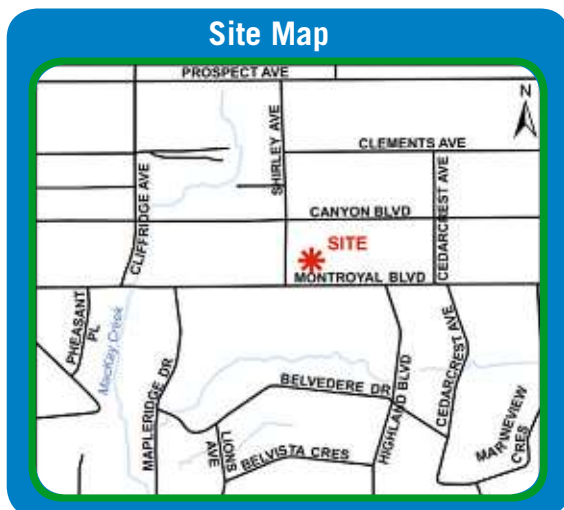 Site Map
PROSPECT AVE
N
SHIRLEY AVE
CLEMENTS AVE
CLIFFRIDGE AVE
CEDARCREST AVE
CANYON BLVD
SITE
MONTROYAL BLVD
PHEASANT
PL
MacKay Creek
MAPLERIDGE DR
BELVEDERE DR
HIGHLAND BLVD
CEDARCREST AVE
LIONS
AVE
BELVISTA CRES
MARINEVIEW
CRES